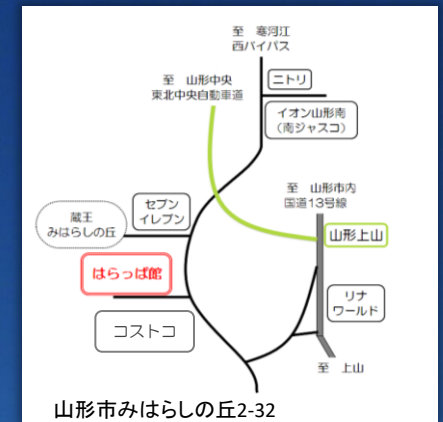 至　寒河江
西バイパス
ニトリ
至　山形中央
東北中央自動車道
イオン山形南
（南ジャスコ）
至　山形市内
国道13号線
セブン
イレブン
蔵王
みはらしの丘
山形上山
はらっぱ館
リナ
ワールド
コストコ
至　上山
山形市みはらしの丘2-32